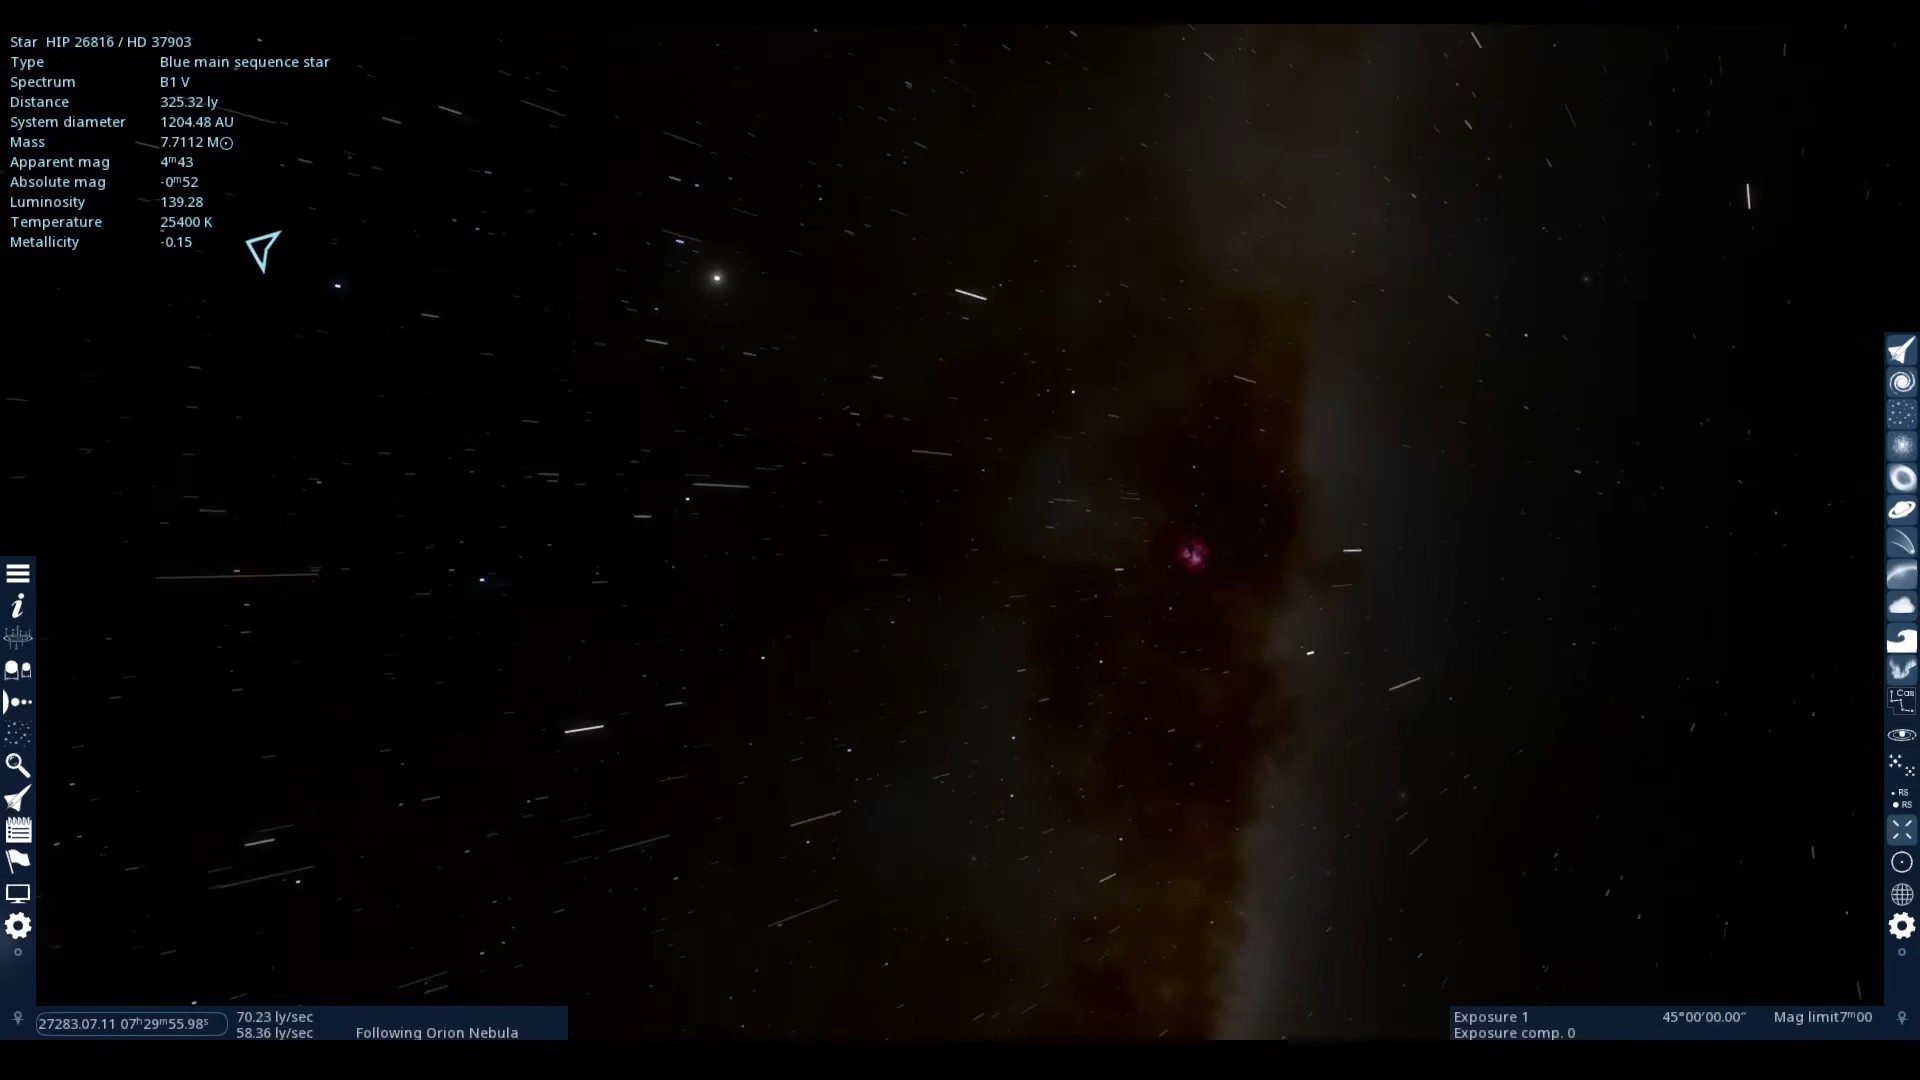 Star HIP 26816 / HD 37903
Type Blue main sequence star
Spectrum B1 V
Distance 325.32 ly
System diameter 1204.48 AU
Mass 7.7112 M☉
Apparent mag 4ᵐ43
Absolute mag -0ᵐ52
Luminosity 139.28
Temperature 25400 K
Metallicity -0.15
Cas
RS
RS
27283.07.11 07ʰ29ᵐ55.98ˢ
70.23 ly/sec
58.36 ly/sec Following Orion Nebula
Exposure 1 45°00′00.00″ Mag limit7ᵐ00
Exposure comp. 0